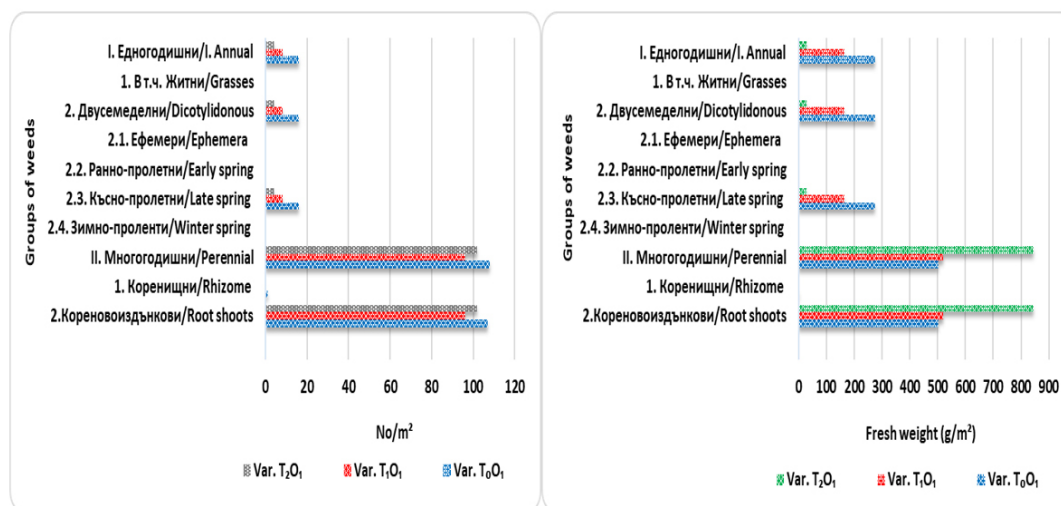 Groups of weeds
I. Едногодишни/I. Annual
1. В т.ч. Житни/Grasses
2. Двусемеделни/Dicotylidonous
2.1. Ефемери/Ephemera
2.2. Ранно-пролетни/Early spring
2.3. Късно-пролетни/Late spring
2.4. Зимно-проленти/Winter spring
II. Многогодишни/Perennial
1. Коренищни/Rhizome
2.Кореновоиздънкови/Root shoots
0 20 40 60 80 100 120
No/m²
Var. T₂O₁ Var. T₁O₁ Var. T₀O₁
Groups of weeds
I. Едногодишни/I. Annual
1. В т.ч. Житни/Grasses
2. Двусемеделни/Dicotylidonous
2.1. Ефемери/Ephemera
2.2. Ранно-пролетни/Early spring
2.3. Късно-пролетни/Late spring
2.4. Зимно-проленти/Winter spring
II. Многогодишни/Perennial
1. Коренищни/Rhizome
2.Кореновоиздънкови/Root shoots
0 100 200 300 400 500 600 700 800 900
Fresh weight (g/m²)
Var. T₂O₁ Var. T₁O₁ Var. T₀O₁